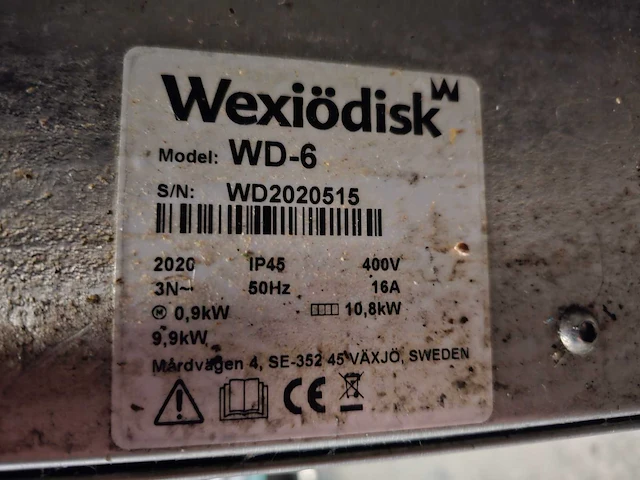 Wexiödisk
Model: WD-6
S/N: WD2020515
2020 IP45 400V
3N~ 50Hz 16A
0,9kW 10,8kW
9,9kW
Mårdvägen 4, SE-352 45 VÄXJÖ, SWEDEN
CE